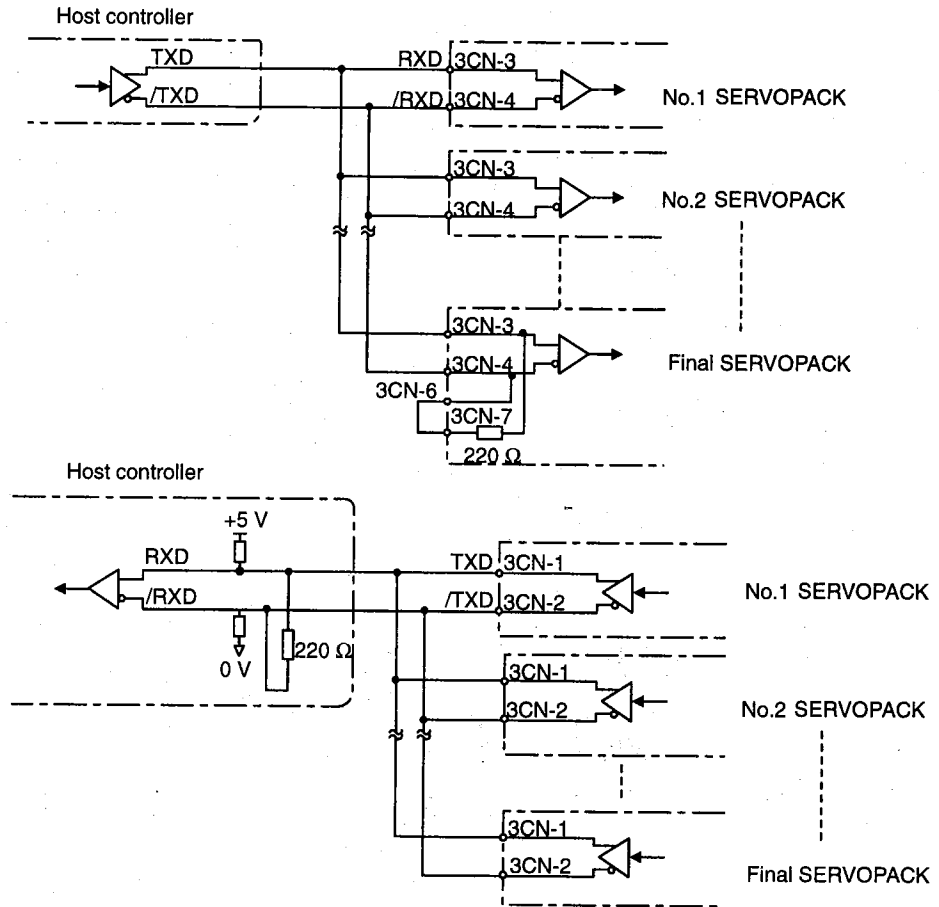 Host controller
TXD
RXD
3CN-3
/TXD
/RXD
3CN-4
No.1 SERVOPACK
3CN-3
3CN-4
No.2 SERVOPACK
3CN-3
3CN-4
Final SERVOPACK
3CN-6
3CN-7
220 Ω
Host controller
+5 V
RXD
TXD
3CN-1
/RXD
/TXD
3CN-2
No.1 SERVOPACK
220 Ω
0 V
3CN-1
3CN-2
No.2 SERVOPACK
3CN-1
3CN-2
Final SERVOPACK